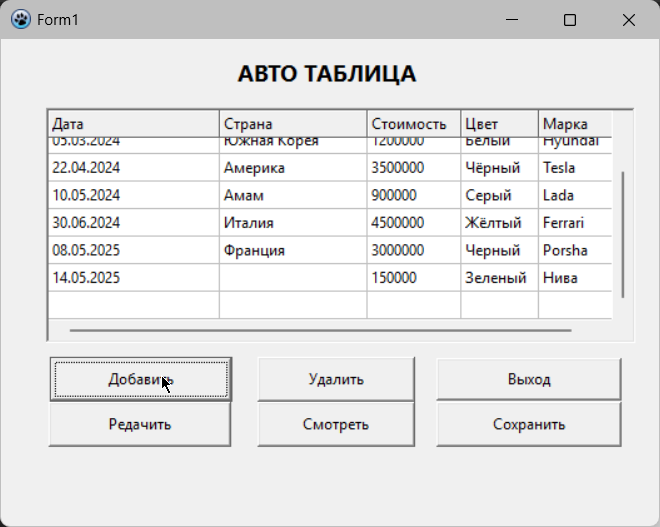 Form1
АВТО ТАБЛИЦА
Дата Страна Стоимость Цвет Марка
05.03.2024 Южная Корея 1200000 Белый Hyundai
22.04.2024 Америка 3500000 Чёрный Tesla
10.05.2024 Амам 900000 Серый Lada
30.06.2024 Италия 4500000 Жёлтый Ferrari
08.05.2025 Франция 3000000 Черный Porsha
14.05.2025 150000 Зеленый Нива
Добавить Удалить Выход
Редачить Смотреть Сохранить